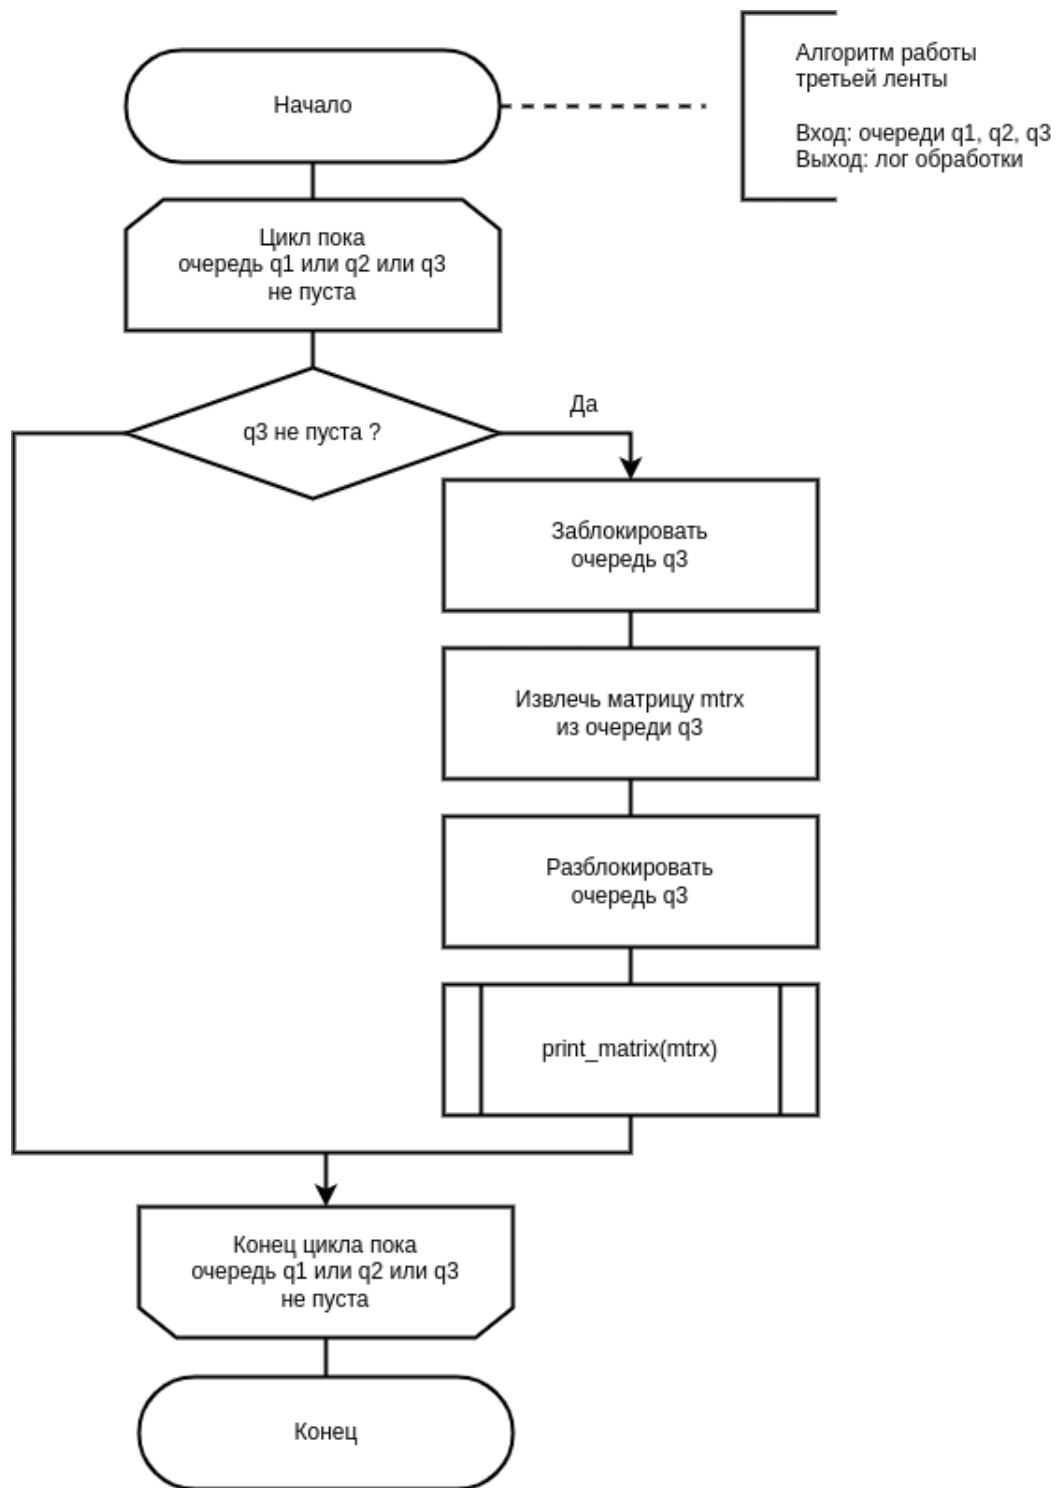 Начало
Алгоритм работы
третьей ленты
Вход: очереди q1, q2, q3
Выход: лог обработки
Цикл пока
очередь q1 или q2 или q3
не пуста
q3 не пуста ?
Да
Заблокировать
очередь q3
Извлечь матрицу mtrx
из очереди q3
Разблокировать
очередь q3
print_matrix(mtrx)
Конец цикла пока
очередь q1 или q2 или q3
не пуста
Конец